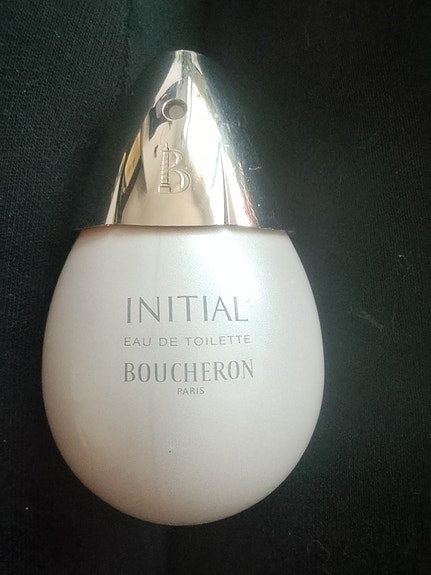 B
INITIAL
EAU DE TOILETTE
BOUCHERON
PARIS